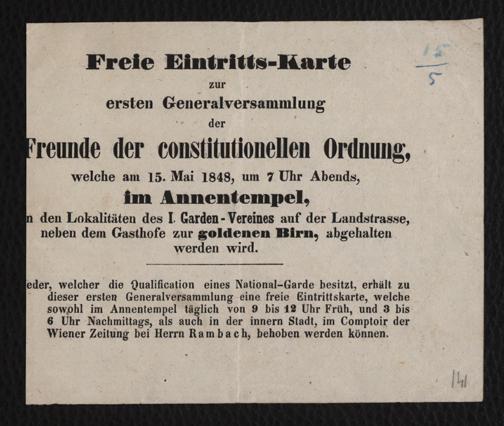 Freie Eintritts-Karte
15
5
zur
ersten Generalversammlung
der
Freunde der constitutionellen Ordnung,
welche am 15. Mai 1848, um 7 Uhr Abends,
im Annentempel,
n den Lokalitäten des I. Garden-Vereines auf der Landstrasse,
neben dem Gasthofe zur goldenen Birn, abgehalten
werden wird.
eder, welcher die Qualification eines National-Garde besitzt, erhält zu
dieser ersten Generalversammlung eine freie Eintrittskarte, welche
sowohl im Annentempel täglich von 9 bis 12 Uhr Früh, und 3 bis
6 Uhr Nachmittags, als auch in der innern Stadt, im Comptoir der
Wiener Zeitung bei Herrn Rambach, behoben werden können.